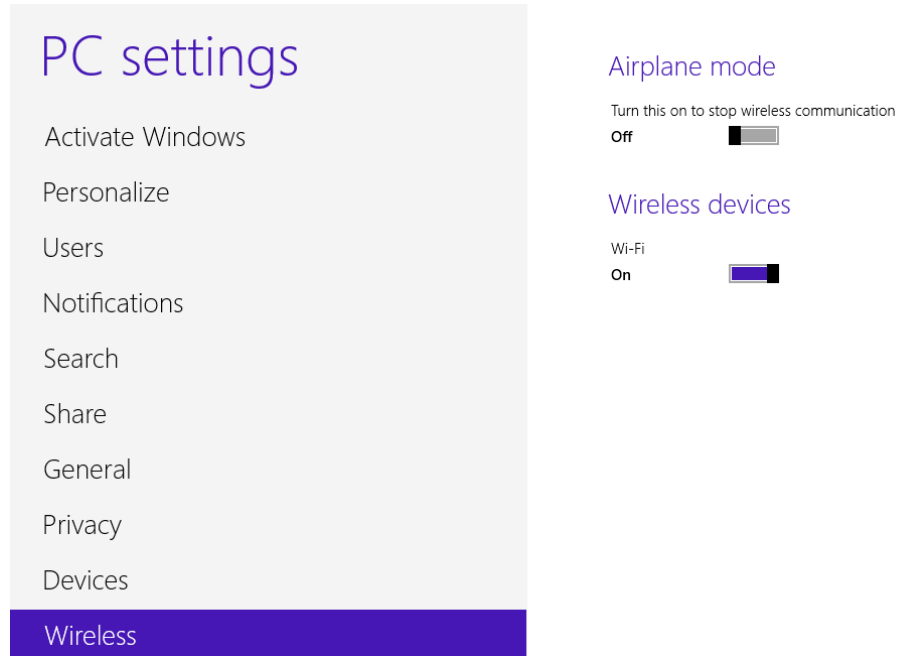 PC settings
Activate Windows
Personalize
Users
Notifications
Search
Share
General
Privacy
Devices
Wireless
Airplane mode
Turn this on to stop wireless communication
Off
Wireless devices
Wi-Fi
On